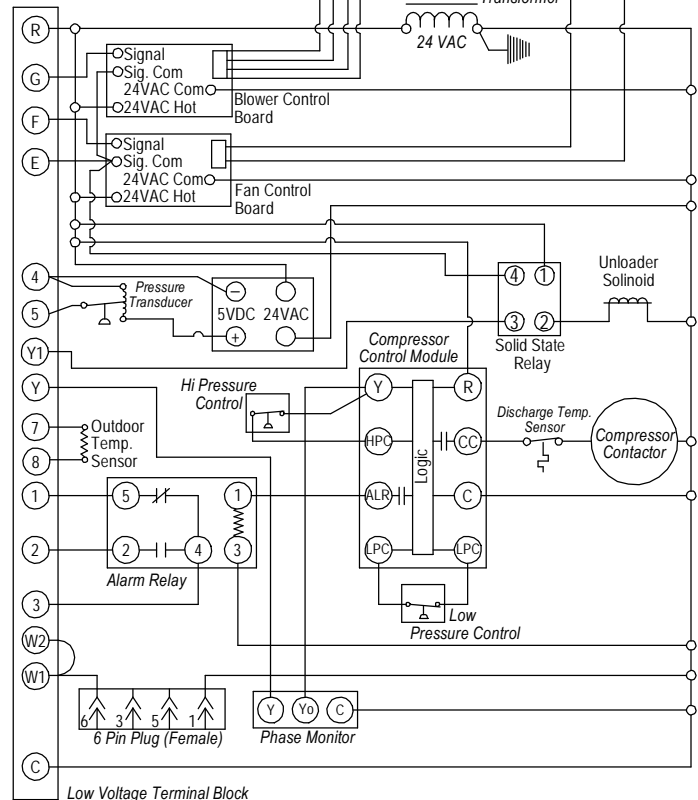 Transformer
R
24 VAC
Signal
G
Sig. Com
24VAC Com
24VAC Hot
Blower Control
Board
F
Signal
E
Sig. Com
24VAC Com
24VAC Hot
Fan Control
Board
4
Pressure
Transducer
5VDC 24VAC
5
− +
4 1
3 2
Solid State
Relay
Unloader
Solinoid
Y1
Compressor
Control Module
Y
Hi Pressure
Control
Y R
HPC CC
ALR C
LPC LPC
Logic
Discharge Temp.
Sensor
Compressor
Contactor
7
8
Outdoor
Temp.
Sensor
1
5 1
2
2 4 3
Alarm Relay
3
Low
Pressure Control
W2
W1
6 3 5 1
6 Pin Plug (Female)
Y Yo C
Phase Monitor
C
Low Voltage Terminal Block